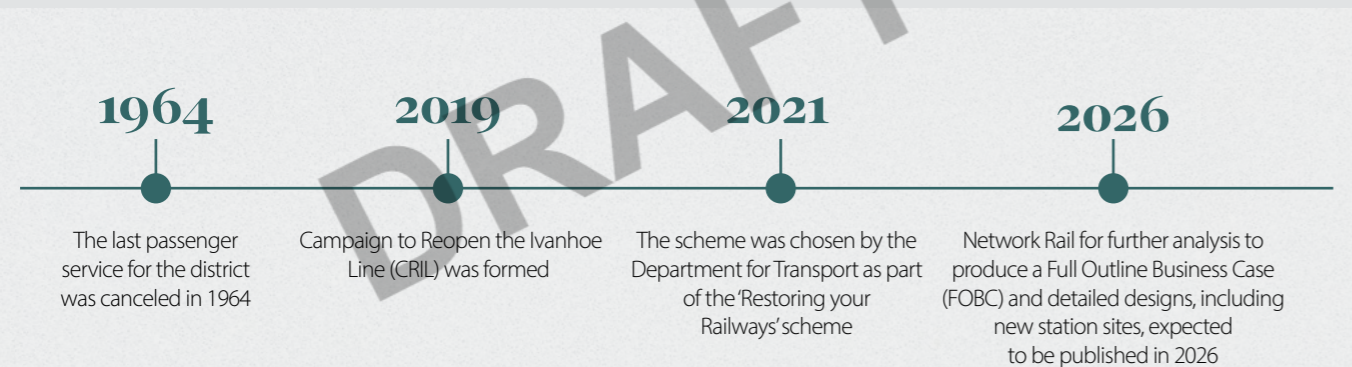 DRAFT
1964
2019
2021
2026
The last passenger
service for the district
was canceled in 1964
Campaign to Reopen the Ivanhoe
Line (CRIL) was formed
The scheme was chosen by the
Department for Transport as part
of the ‘Restoring your
Railways’ scheme
Network Rail for further analysis to
produce a Full Outline Business Case
(FOBC) and detailed designs, including
new station sites, expected
to be published in 2026